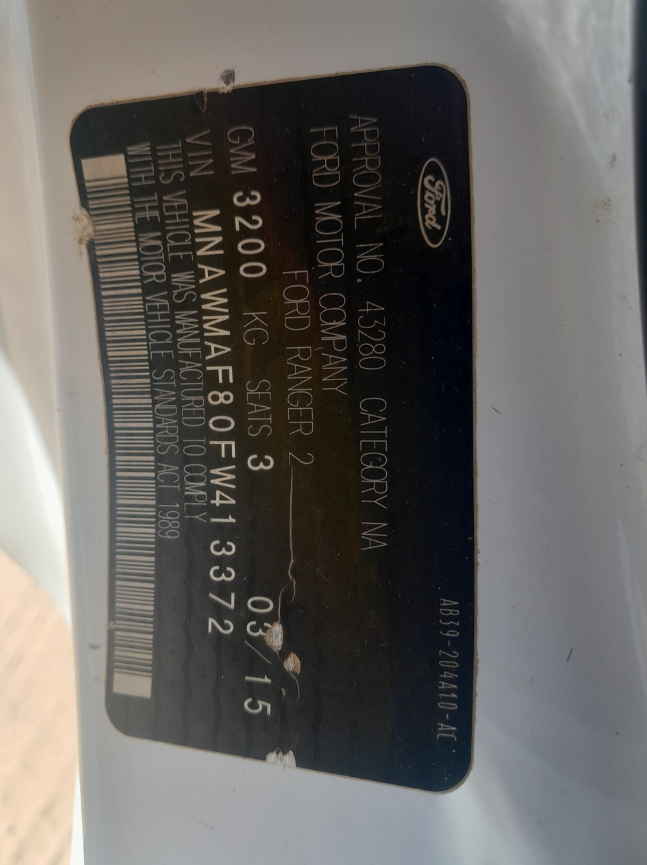 Ford
AB39-204A10-AC
APPROVAL NO. 43280 CATEGORY NA
FORD MOTOR COMPANY
FORD RANGER 2
GVM 3200 KG SEATS 3 03/15
VIN MNAWMAF80FW413372
THIS VEHICLE WAS MANUFACTURED TO COMPLY
WITH THE MOTOR VEHICLE STANDARDS ACT 1989